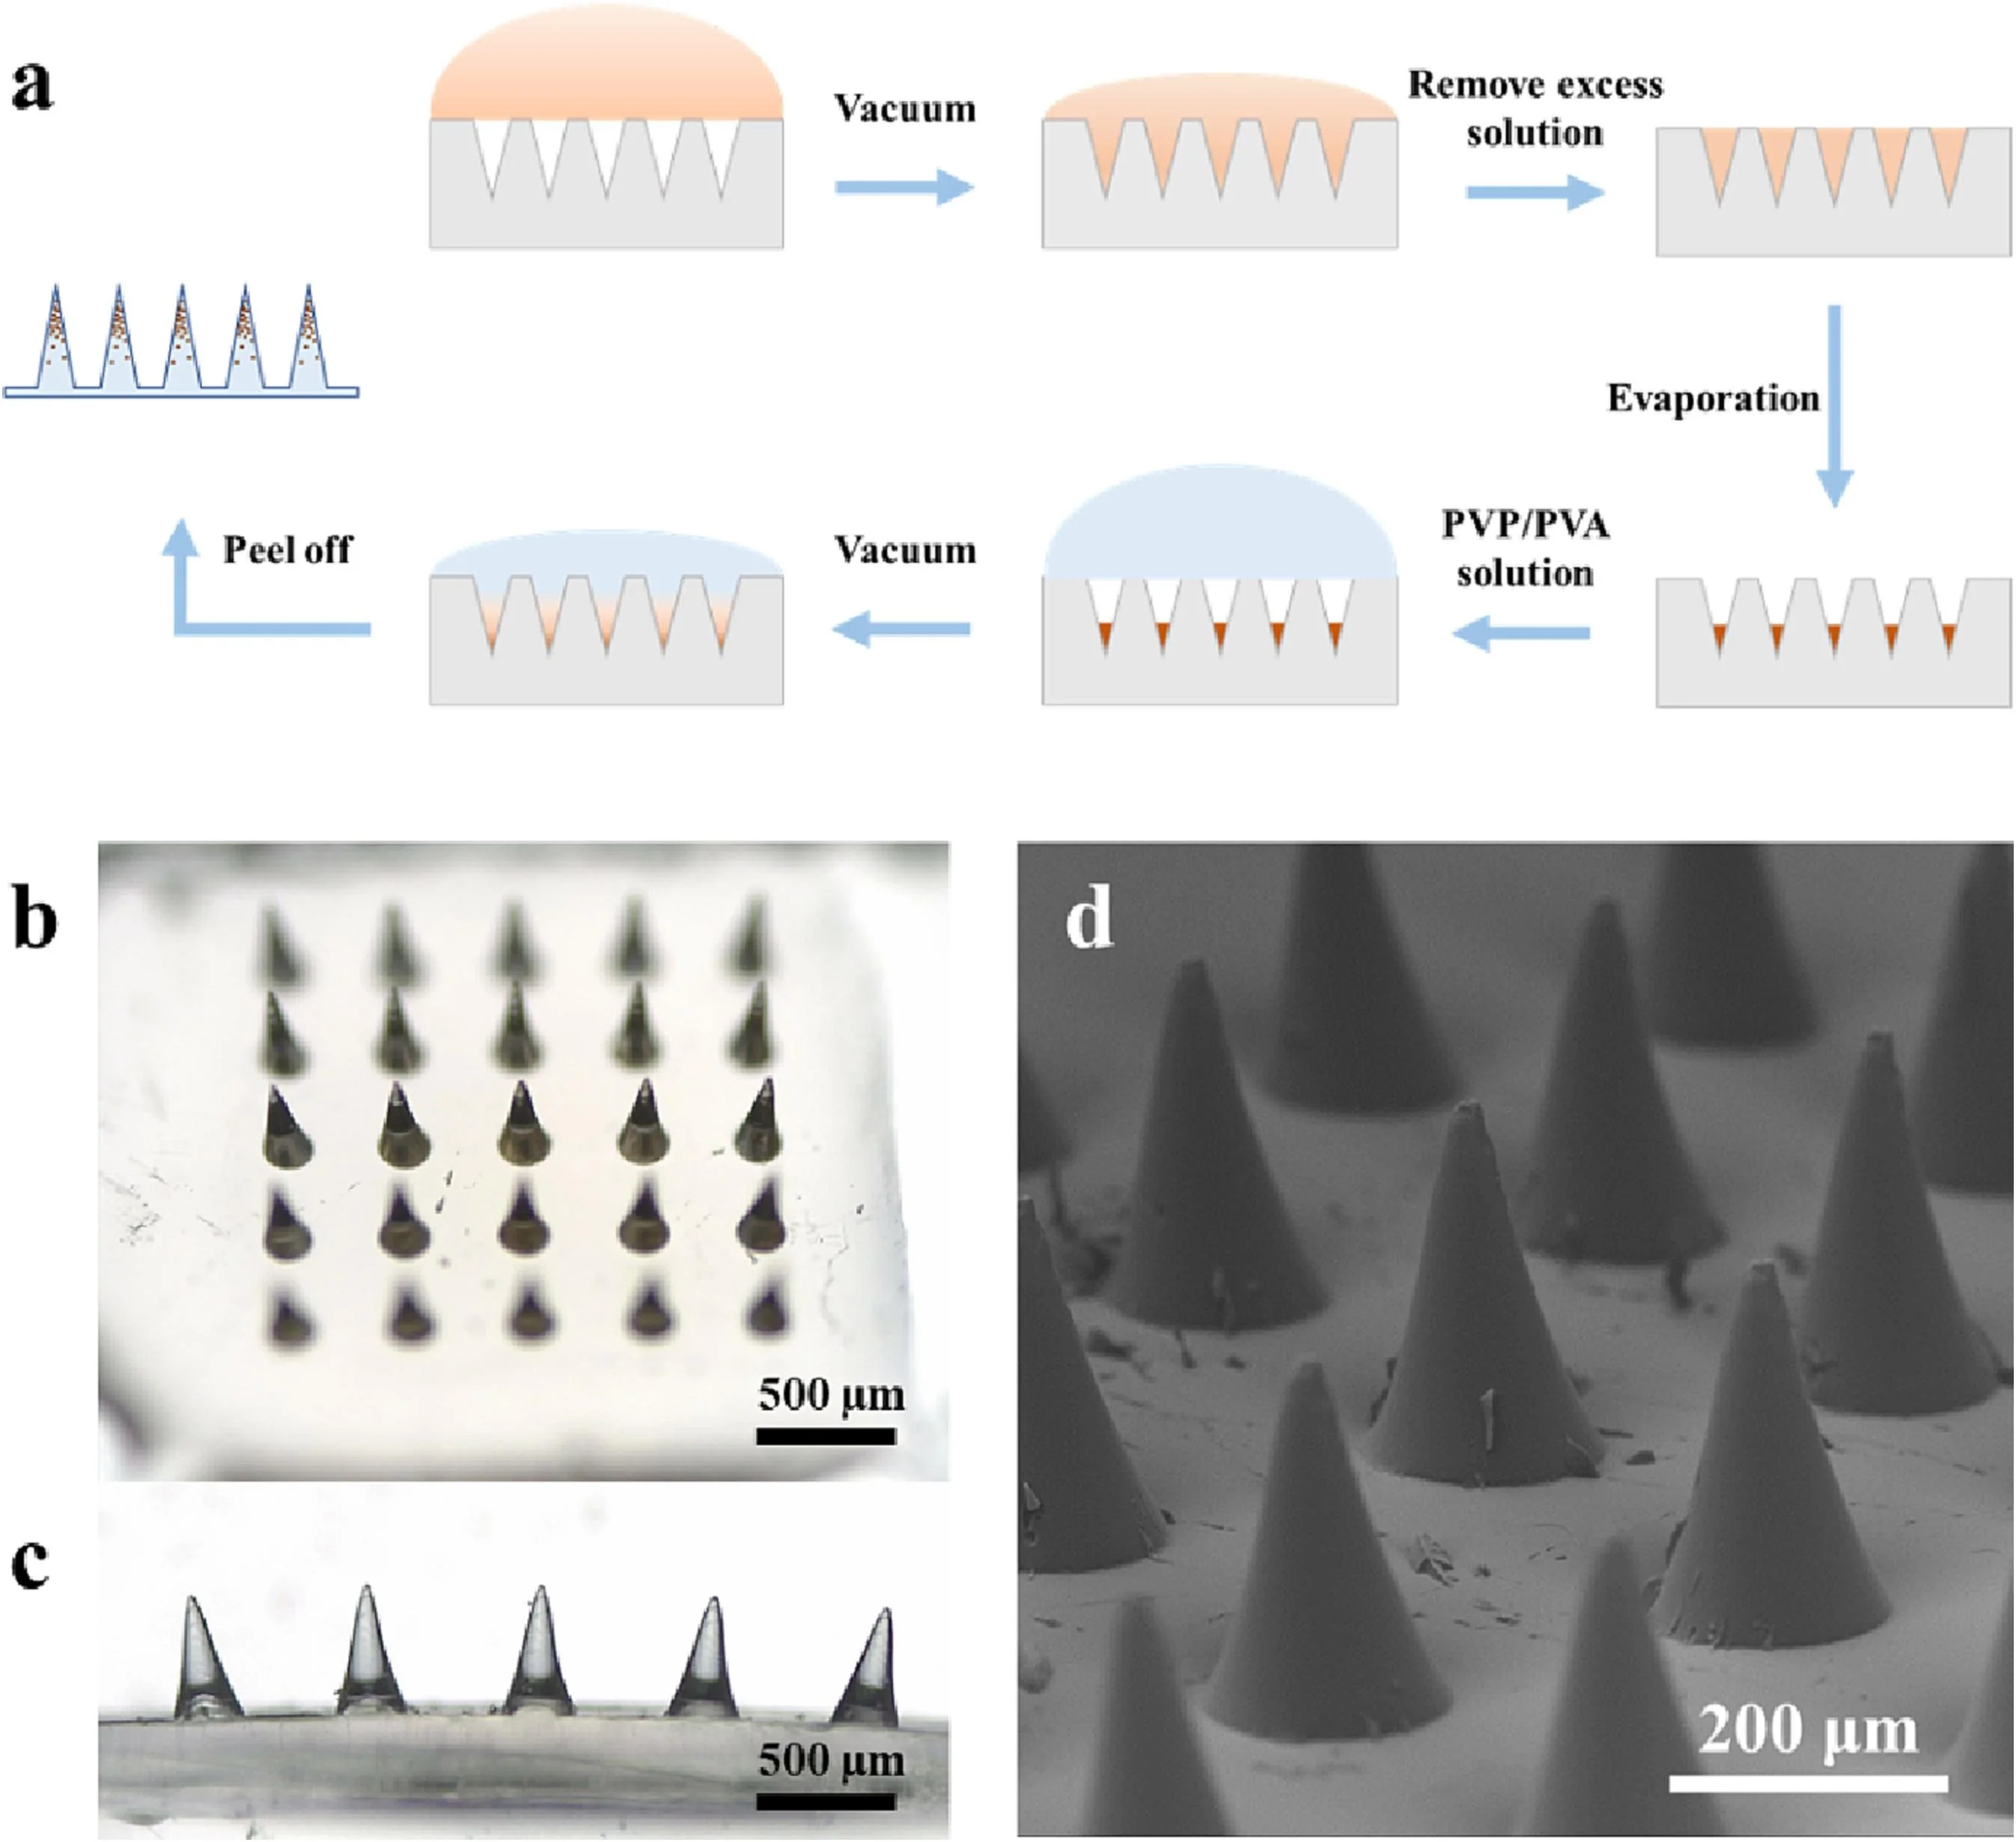 a
Vacuum
Remove excess
solution
Evaporation
PVP/PVA
solution
Vacuum
Peel off
b
500 μm
c
500 μm
d
200 μm